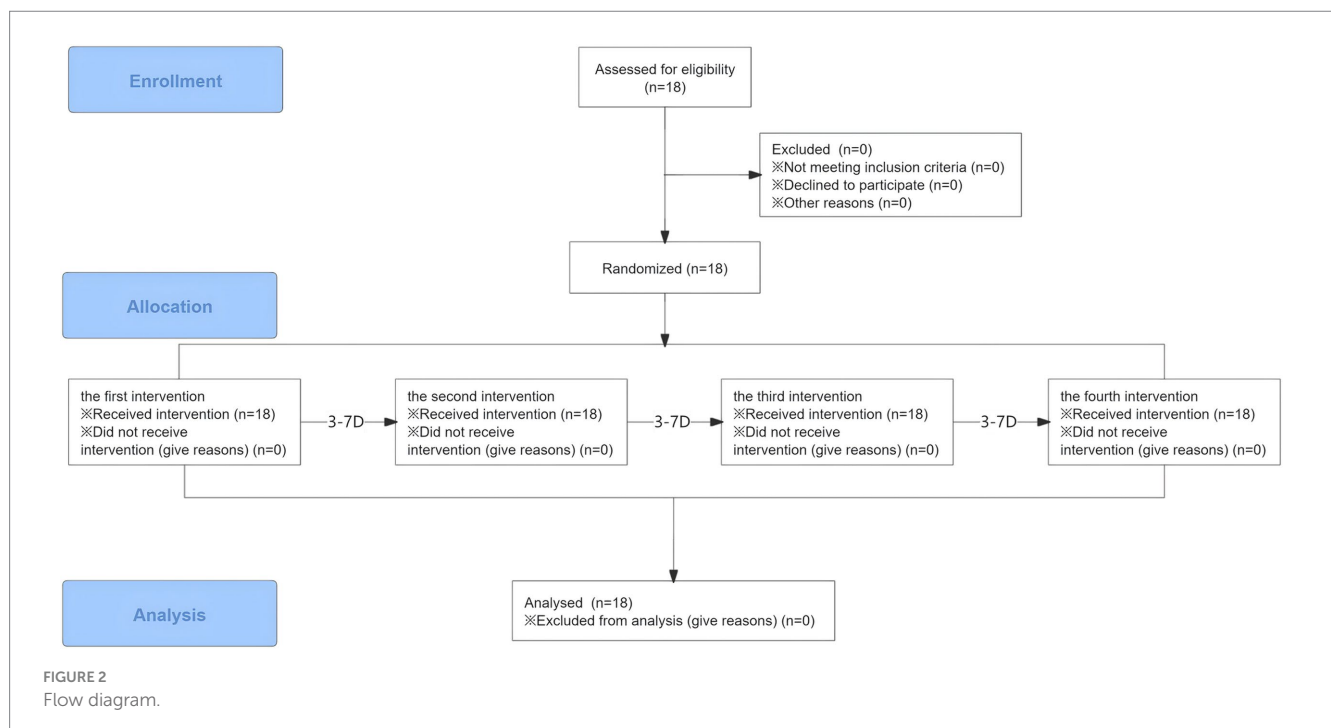 Enrollment
Assessed for eligibility
(n=18)
Excluded (n=0)
※Not meeting inclusion criteria (n=0)
※Declined to participate (n=0)
※Other reasons (n=0)
Randomized (n=18)
Allocation
the first intervention
※Received intervention (n=18)
※Did not receive
intervention (give reasons) (n=0)
3-7D
the second intervention
※Received intervention (n=18)
※Did not receive
intervention (give reasons) (n=0)
3-7D
the third intervention
※Received intervention (n=18)
※Did not receive
intervention (give reasons) (n=0)
3-7D
the fourth intervention
※Received intervention (n=18)
※Did not receive
intervention (give reasons) (n=0)
Analysis
Analysed (n=18)
※Excluded from analysis (give reasons) (n=0)
FIGURE 2
Flow diagram.